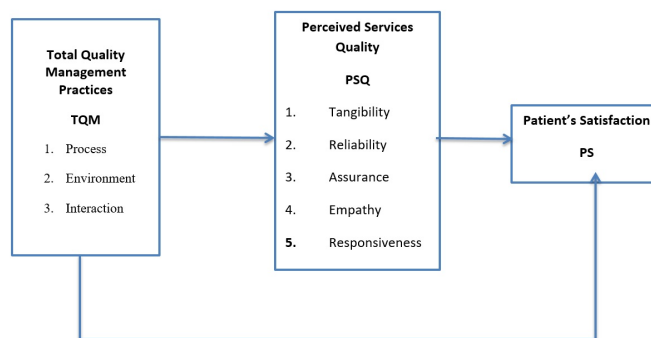 Total Quality
Management
Practices
TQM
1. Process
2. Environment
3. Interaction
Perceived Services
Quality
PSQ
1. Tangibility
2. Reliability
3. Assurance
4. Empathy
5. Responsiveness
Patient’s Satisfaction
PS